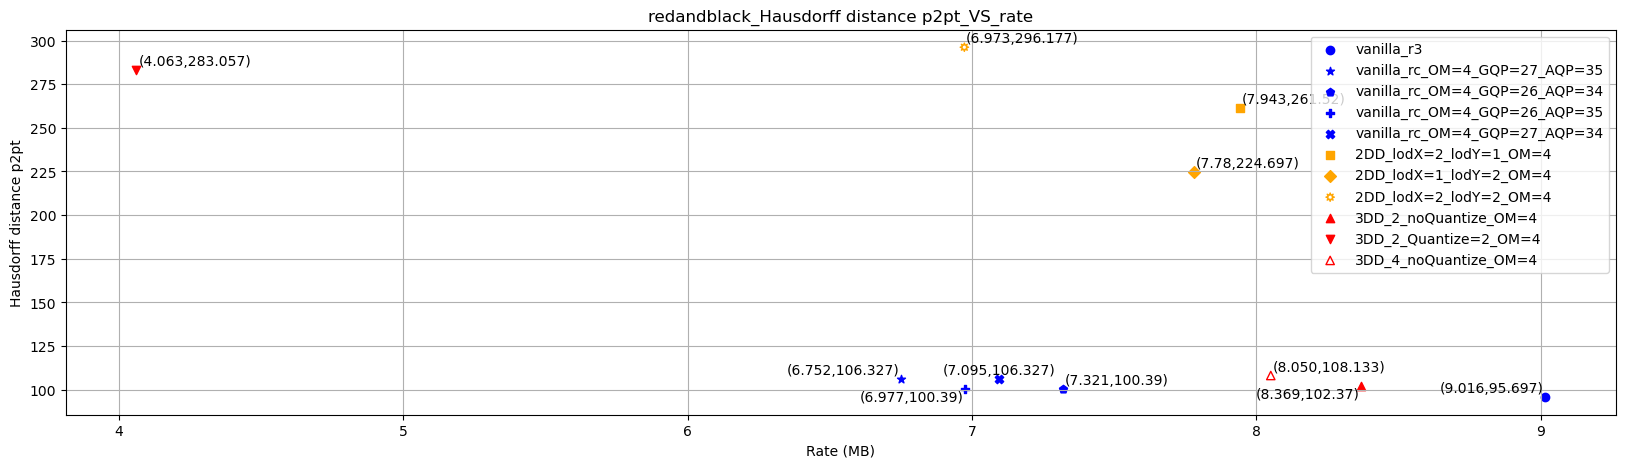 redandblack_Hausdorff distance p2pt_VS_rate
Hausdorff distance p2pt
300
275
250
225
200
175
150
125
100
(4.063,283.057)
(6.973,296.177)
(7.943,261.52)
(7.78,224.697)
(6.752,106.327)
(7.095,106.327)
(7.321,100.39)
(6.977,100.39)
(8.050,108.133)
(8.369,102.37)
(9.016,95.697)
vanilla_r3
vanilla_rc_OM=4_GQP=27_AQP=35
vanilla_rc_OM=4_GQP=26_AQP=34
vanilla_rc_OM=4_GQP=26_AQP=35
vanilla_rc_OM=4_GQP=27_AQP=34
2DD_lodX=2_lodY=1_OM=4
2DD_lodX=1_lodY=2_OM=4
2DD_lodX=2_lodY=2_OM=4
3DD_2_noQuantize_OM=4
3DD_2_Quantize=2_OM=4
3DD_4_noQuantize_OM=4
4
5
6
7
8
9
Rate (MB)